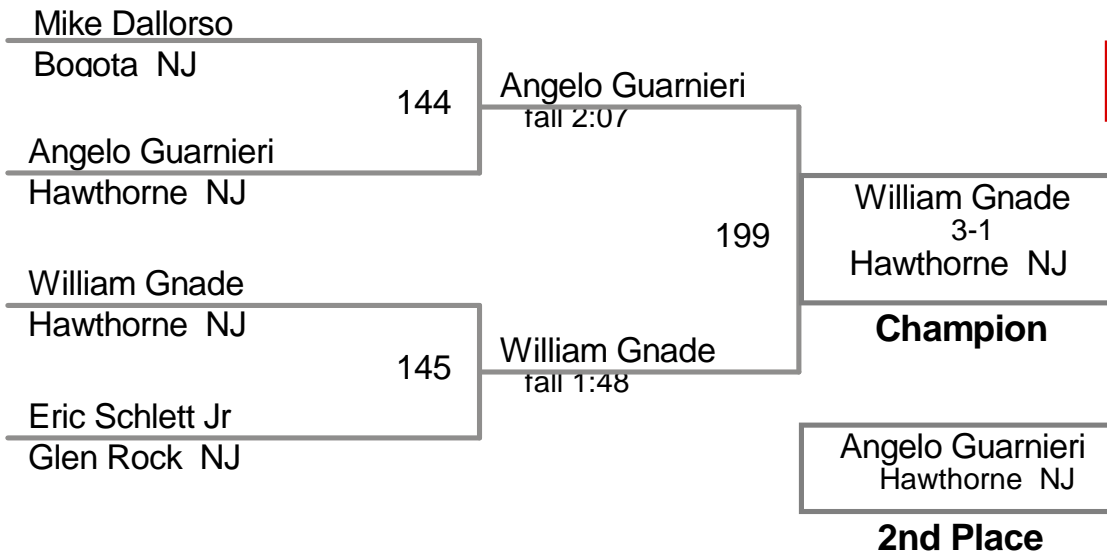 Mike Dallorso
Bogota NJ
144
Angelo Guarnieri
Hawthorne NJ
Angelo Guarnieri
fall 2:07
William Gnade
Hawthorne NJ
145
Eric Schlett Jr
Glen Rock NJ
William Gnade
fall 1:48
199
William Gnade
3-1
Hawthorne NJ
Champion
Angelo Guarnieri
Hawthorne NJ
2nd Place